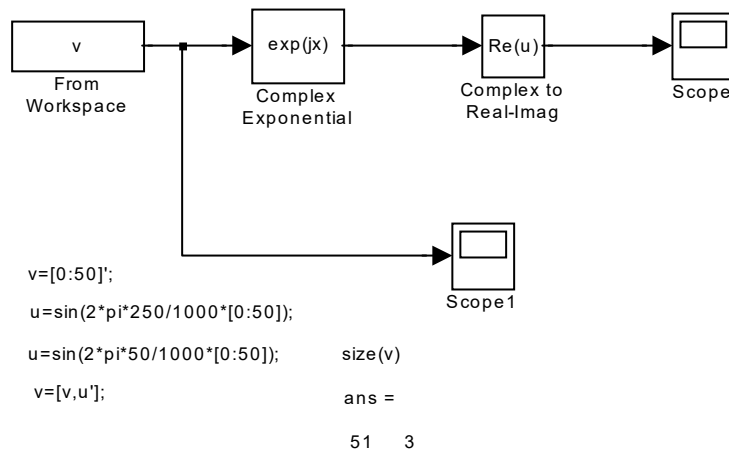 v
From
Workspace
exp(jx)
Complex
Exponential
Re(u)
Complex to
Real-Imag
Scope
Scope1
v=[0:50]';
u=sin(2*pi*250/1000*[0:50]);
u=sin(2*pi*50/1000*[0:50]);
v=[v,u'];
size(v)
ans =
51 3